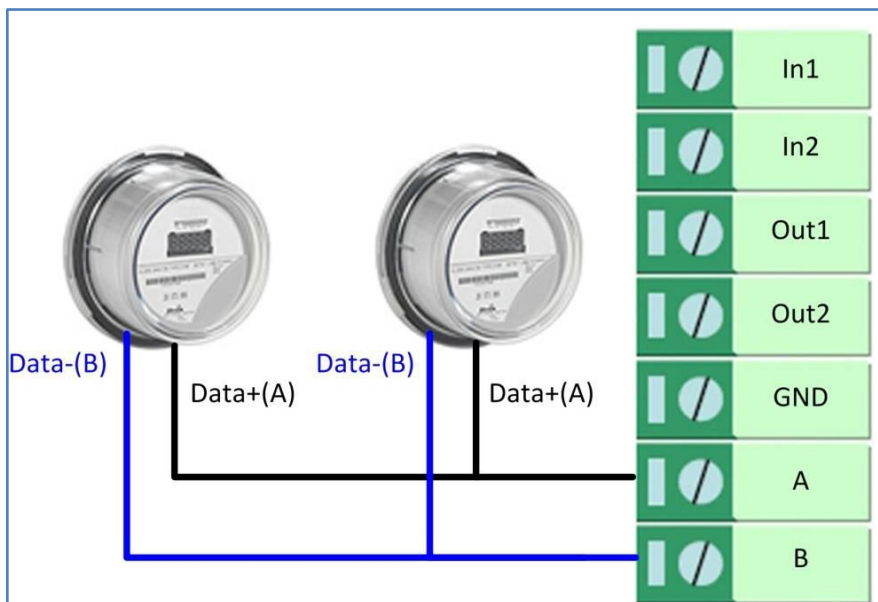 In1
In2
Out1
Out2
GND
A
B
Data-(B)
Data+(A)
Data-(B)
Data+(A)